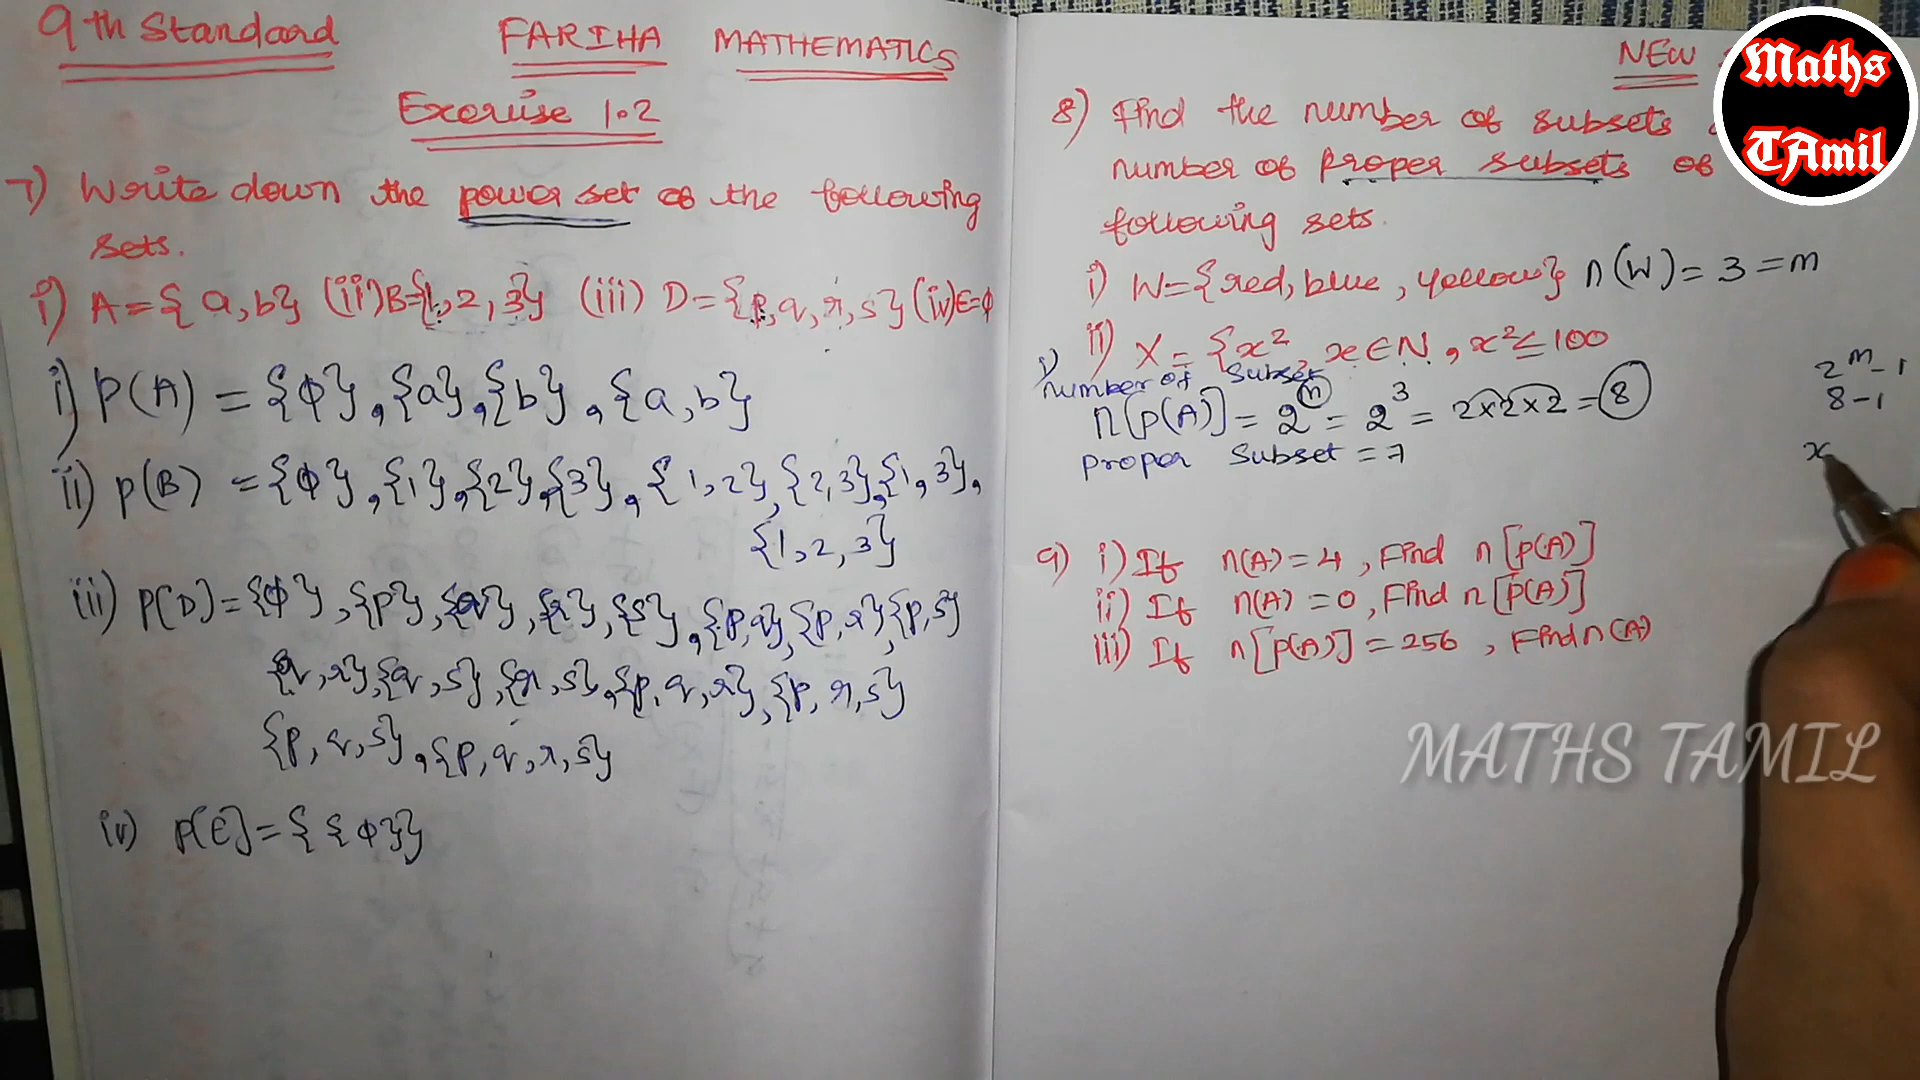 9th Standard FARIHA MATHEMATICS
Exercise 1.2
7) Write down the power set of the following
sets.
i) A={a,b} (ii)B={1,2,3} (iii) D={p,q,r,s} (iv)E=ϕ
i) P(A) = {ϕ},{a},{b},{a,b}
ii) P(B) = {ϕ},{1},{2},{3},{1,2},{2,3},{1,3},
{1,2,3}
iii) P[D]={ϕ},{p},{q},{r},{s},{p,q},{p,r},{p,s}
{q,r},{q,s},{r,s},{p,q,r},{p,r,s}
{p,q,s},{p,q,r,s}
iv) P[E]={{ϕ}}
NEW
Maths
TAmil
8) Find the number of subsets
number of proper subsets of
following sets.
i) W={red, blue, yellow} n(W)=3=m
ii) X={x², x∈N, x²≤100
i) number of Subset
n[P(A)]=2^m=2³=2×2×2=8
proper Subset=7
2^m-1
8-1
x
9) i) If n(A)=4, Find n[P(A)]
ii) If n(A)=0, Find n[P(A)]
iii) If n[P(A)]=256, Find n(A)
MATHS TAMIL